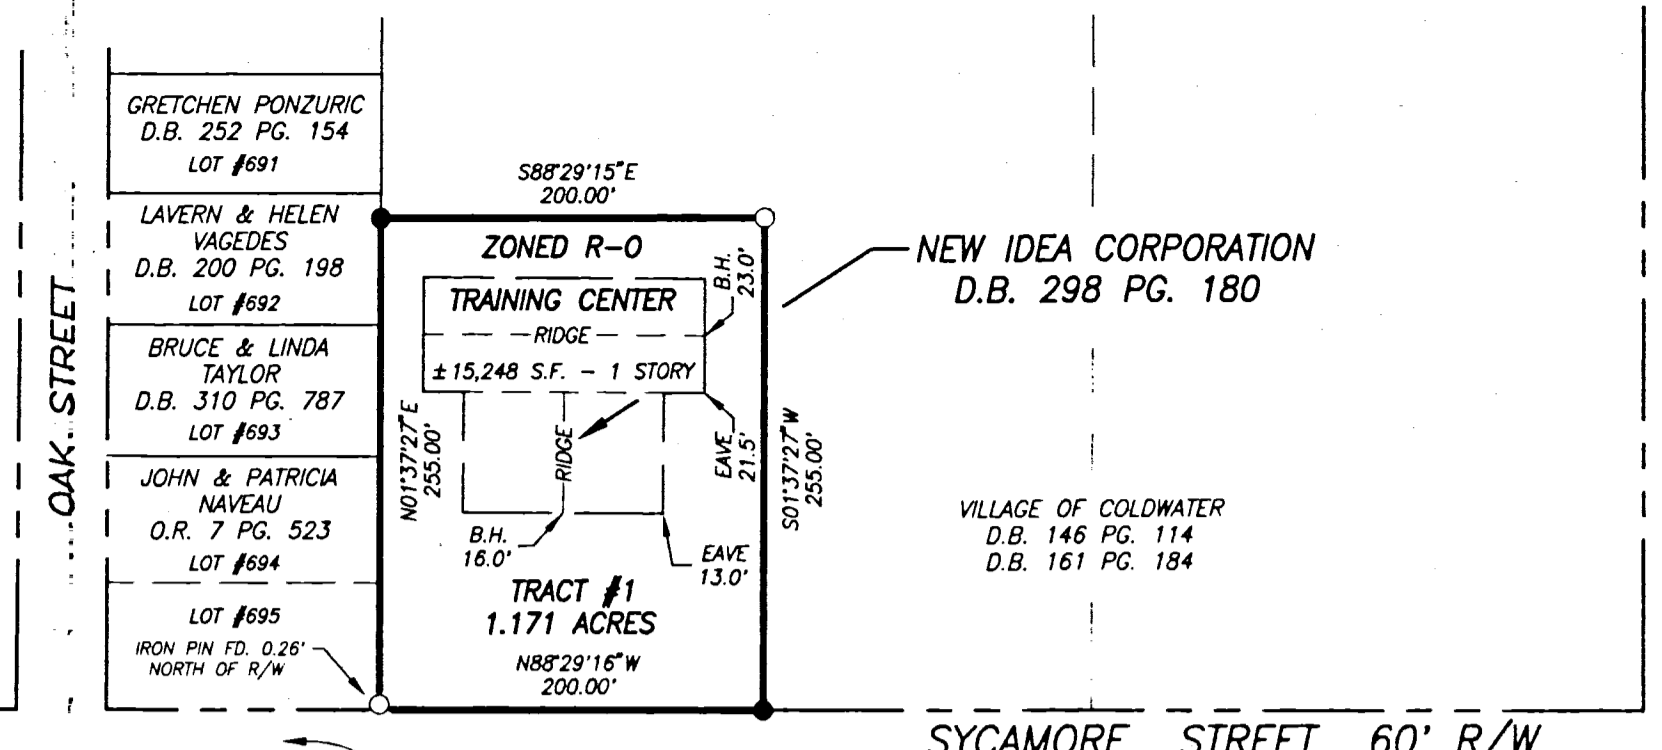 GRETCHEN PONZURIC
D.B. 252 PG. 154
LOT #691
LAVERN & HELEN
VAGEDES
D.B. 200 PG. 198
LOT #692
BRUCE & LINDA
TAYLOR
D.B. 310 PG. 787
LOT #693
JOHN & PATRICIA
NAVEAU
O.R. 7 PG. 523
LOT #694
LOT #695
IRON PIN FD. 0.26'
NORTH OF R/W
OAK STREET
S88°29'15"E
200.00'
ZONED R-O
TRAINING CENTER
RIDGE
±15,248 S.F. - 1 STORY
B.H.
23.0'
EAVE
21.5'
RIDGE
B.H.
16.0'
EAVE
13.0'
N01°37'27"E
255.00'
S01°37'27"W
255.00'
TRACT #1
1.171 ACRES
N88°29'16"W
200.00'
NEW IDEA CORPORATION
D.B. 298 PG. 180
VILLAGE OF COLDWATER
D.B. 146 PG. 114
D.B. 161 PG. 184
SYCAMORE STREET 60' R/W